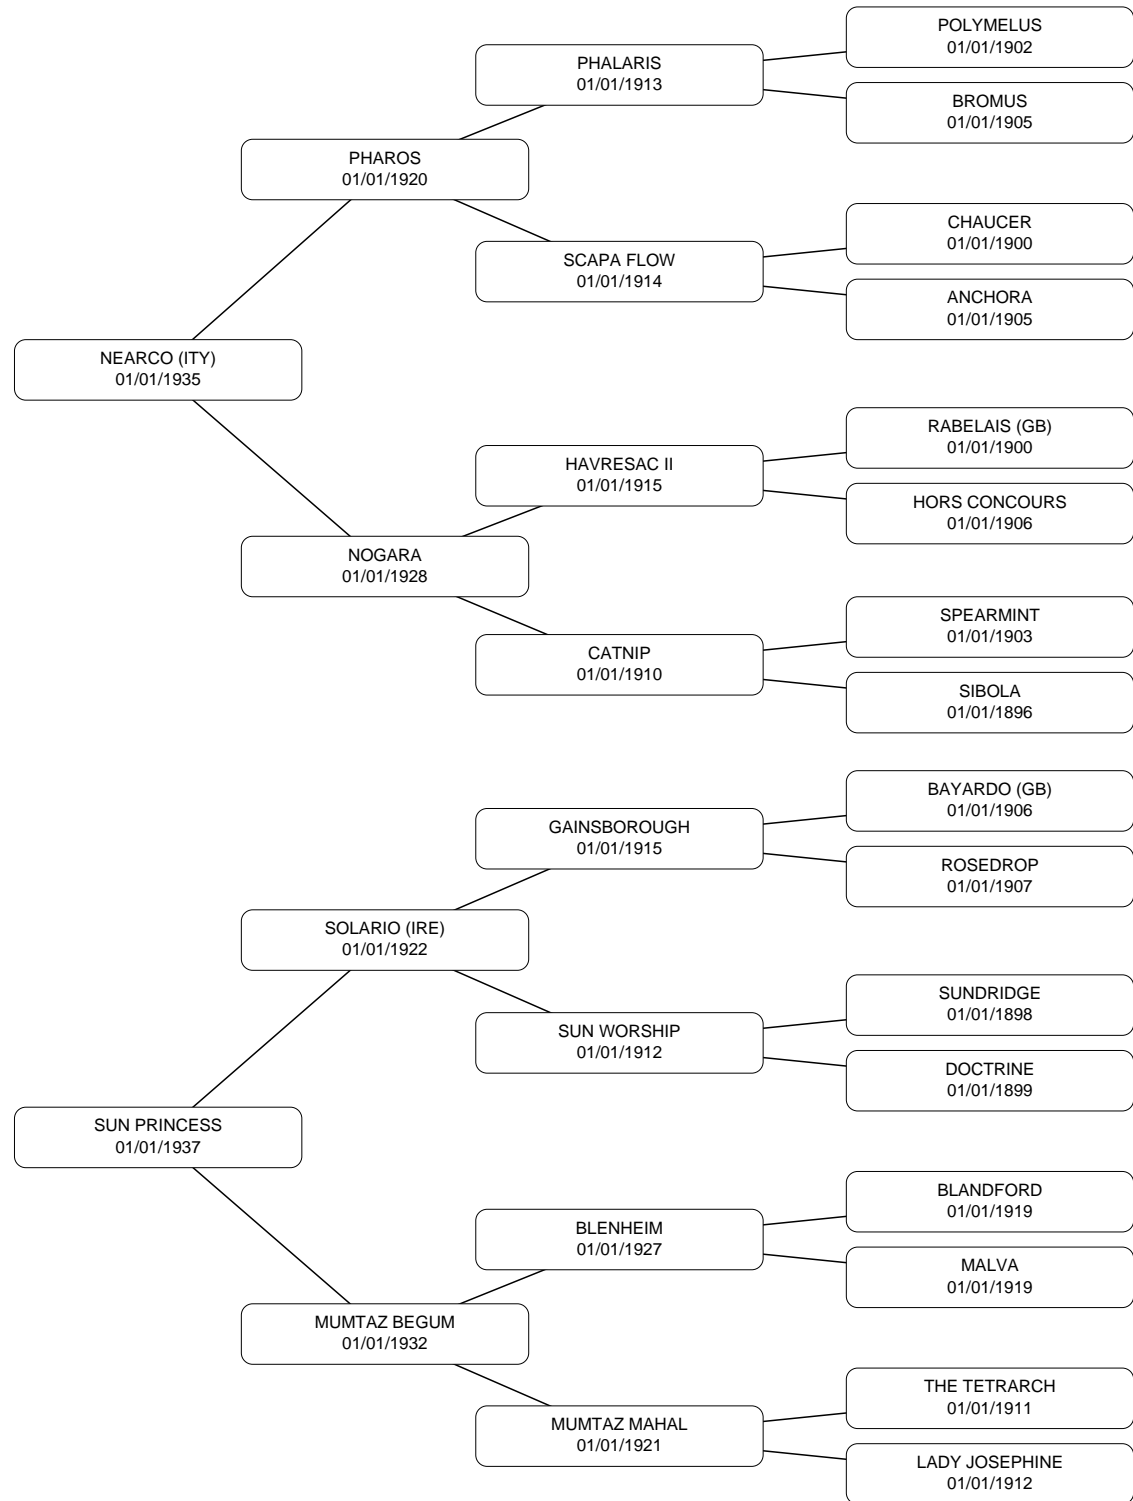 POLYMELUS
01/01/1902
PHALARIS
01/01/1913
BROMUS
01/01/1905
PHAROS
01/01/1920
CHAUCER
01/01/1900
SCAPA FLOW
01/01/1914
ANCHORA
01/01/1905
NEARCO (ITY)
01/01/1935
RABELAIS (GB)
01/01/1900
HAVRESAC II
01/01/1915
HORS CONCOURS
01/01/1906
NOGARA
01/01/1928
SPEARMINT
01/01/1903
CATNIP
01/01/1910
SIBOLA
01/01/1896
BAYARDO (GB)
01/01/1906
GAINSBOROUGH
01/01/1915
ROSEDROP
01/01/1907
SOLARIO (IRE)
01/01/1922
SUNDRIDGE
01/01/1898
SUN WORSHIP
01/01/1912
DOCTRINE
01/01/1899
SUN PRINCESS
01/01/1937
BLANDFORD
01/01/1919
BLENHEIM
01/01/1927
MALVA
01/01/1919
MUMTAZ BEGUM
01/01/1932
THE TETRARCH
01/01/1911
MUMTAZ MAHAL
01/01/1921
LADY JOSEPHINE
01/01/1912